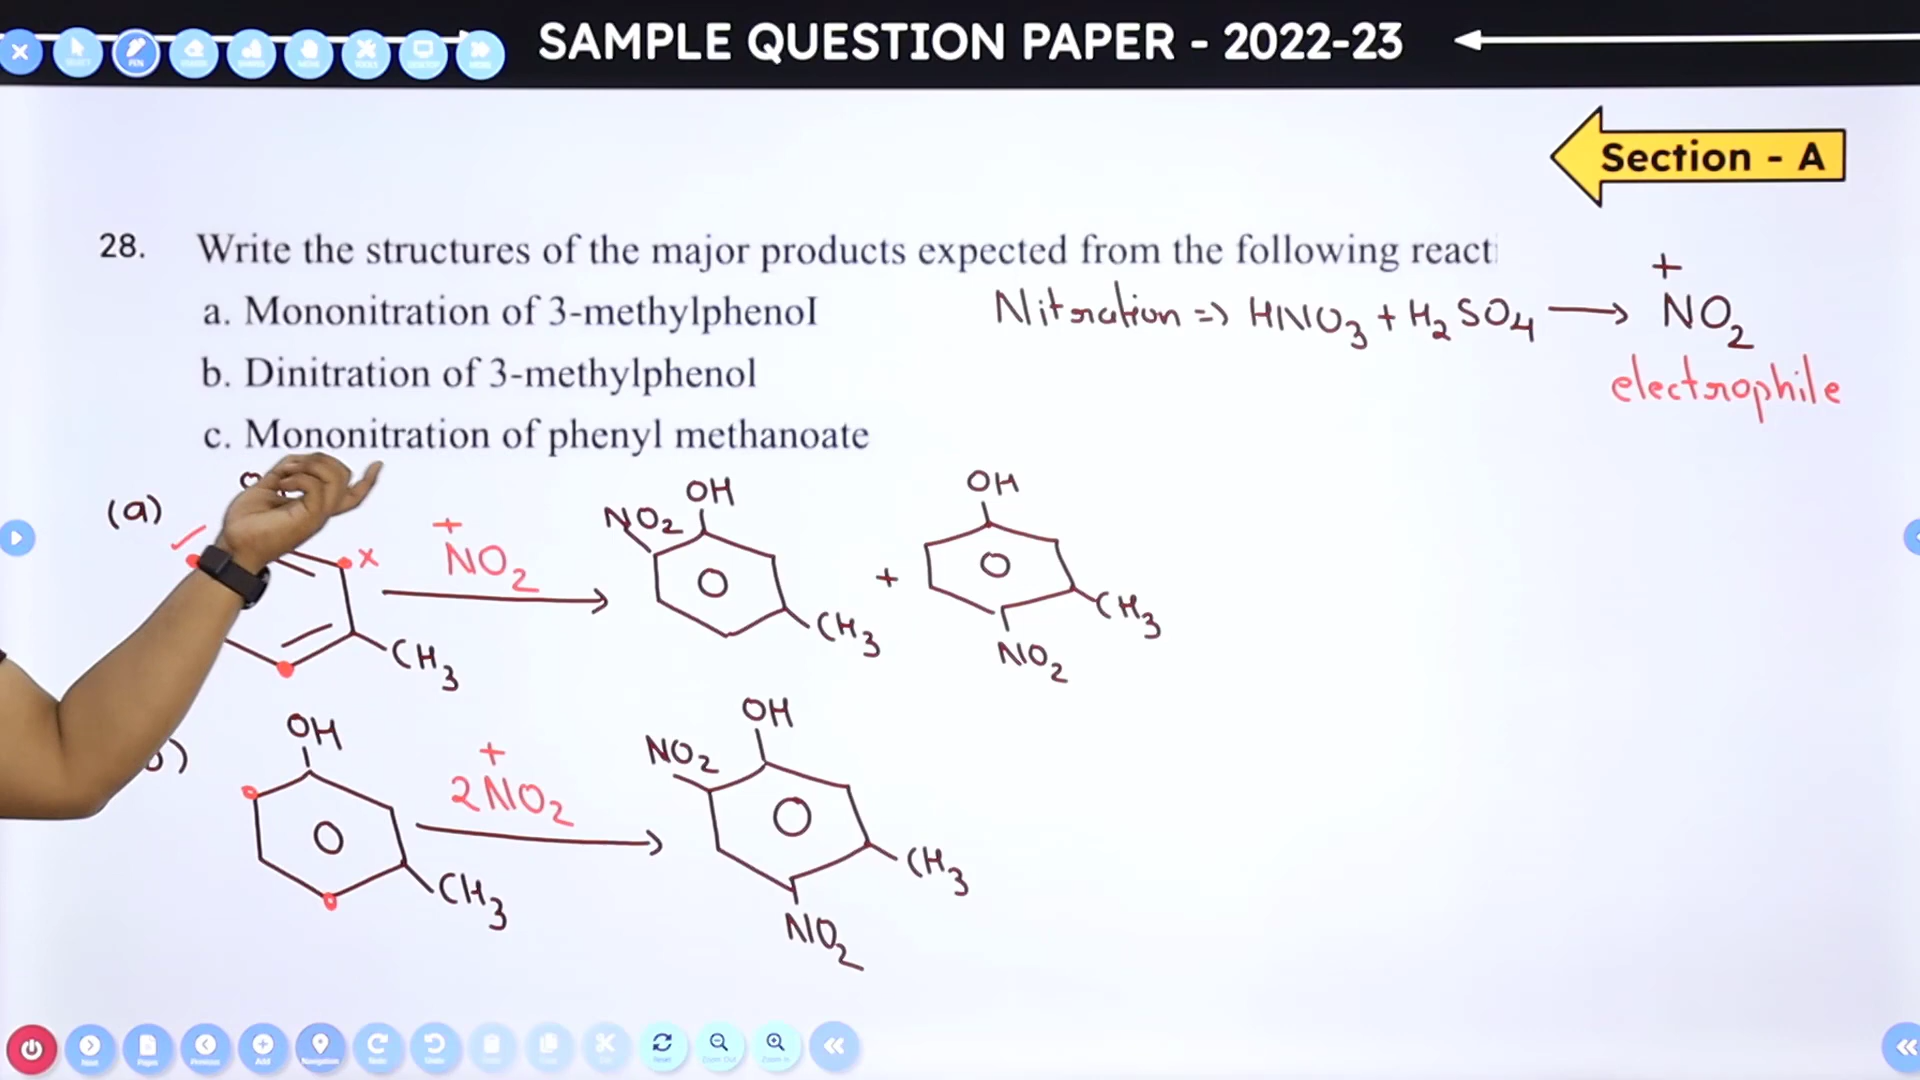 SAMPLE QUESTION PAPER - 2022-23
Section - A
28. Write the structures of the major products expected from the following react
a. Mononitration of 3-methylphenol
b. Dinitration of 3-methylphenol
c. Mononitration of phenyl methanoate
Nitration => HNO3 + H2SO4 ⟶ +NO2
electrophile
(a)
x
CH3
+NO2
OH
NO2
CH3
+
OH
CH3
NO2
OH
CH3
2+NO2
OH
NO2
CH3
NO2